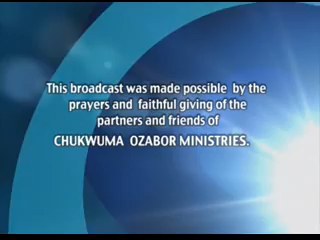 This broadcast was made possible by the
prayers and faithful giving of the
partners and friends of
CHUKWUMA OZABOR MINISTRIES.